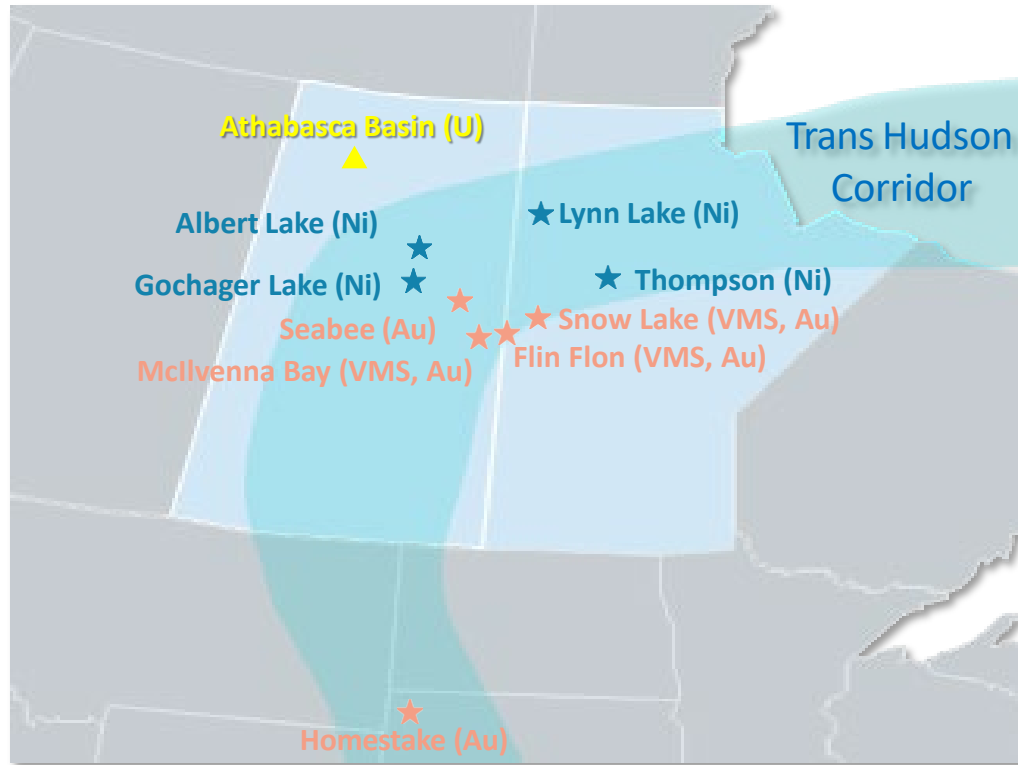 Athabasca Basin (U)
Trans Hudson
Corridor
Albert Lake (Ni)
Lynn Lake (Ni)
Gochager Lake (Ni)
Thompson (Ni)
Seabee (Au)
Snow Lake (VMS, Au)
McIlvenna Bay (VMS, Au)
Flin Flon (VMS, Au)
Homestake (Au)